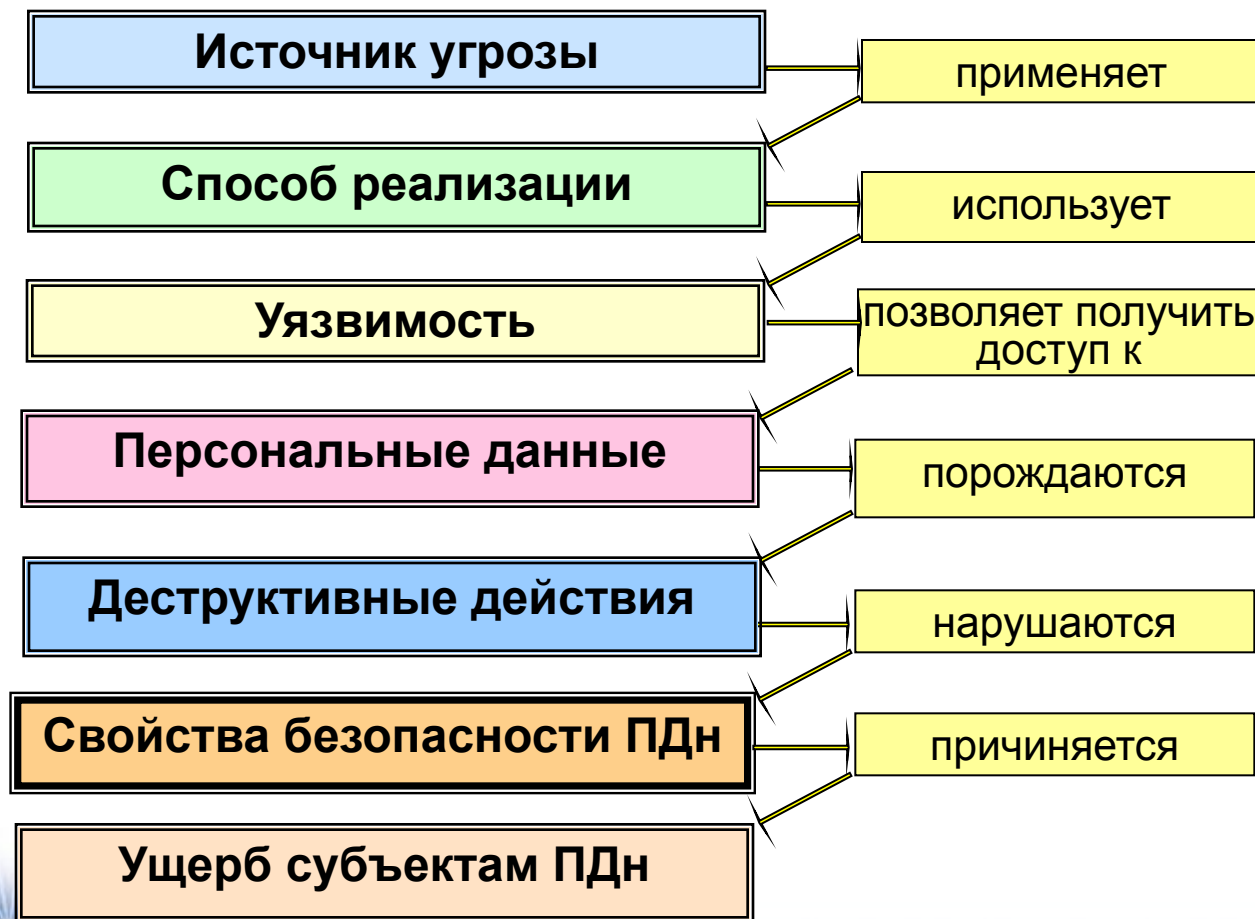 Источник угрозы
применяет
Способ реализации
использует
Уязвимость
позволяет получить
доступ к
Персональные данные
порождаются
Деструктивные действия
нарушаются
Свойства безопасности ПДн
причиняется
Ущерб субъектам ПДн